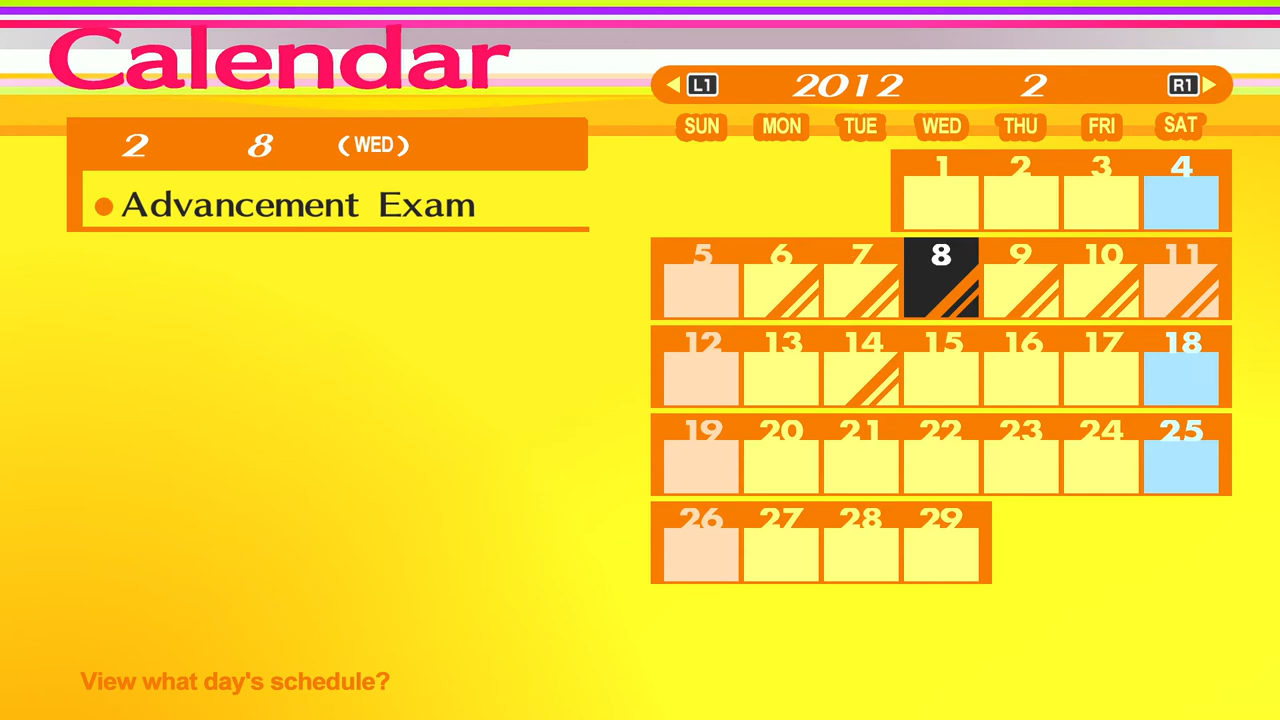 Calendar
L1 2012 2 R1
SUN MON TUE WED THU FRI SAT
2 8 (WED)
Advancement Exam
1 2 3 4
5 6 7 8 9 10 11
12 13 14 15 16 17 18
19 20 21 22 23 24 25
26 27 28 29
View what day's schedule?